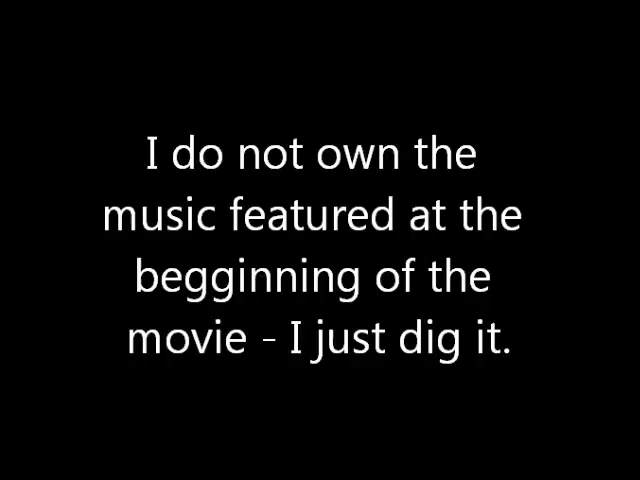 I do not own the
music featured at the
begginning of the
movie - I just dig it.